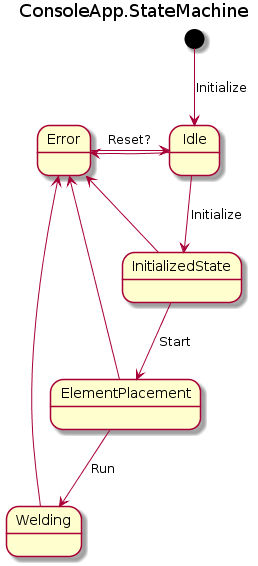 ConsoleApp.StateMachine
Initialize
Error
Reset?
Idle
Initialize
InitializedState
Start
ElementPlacement
Run
Welding